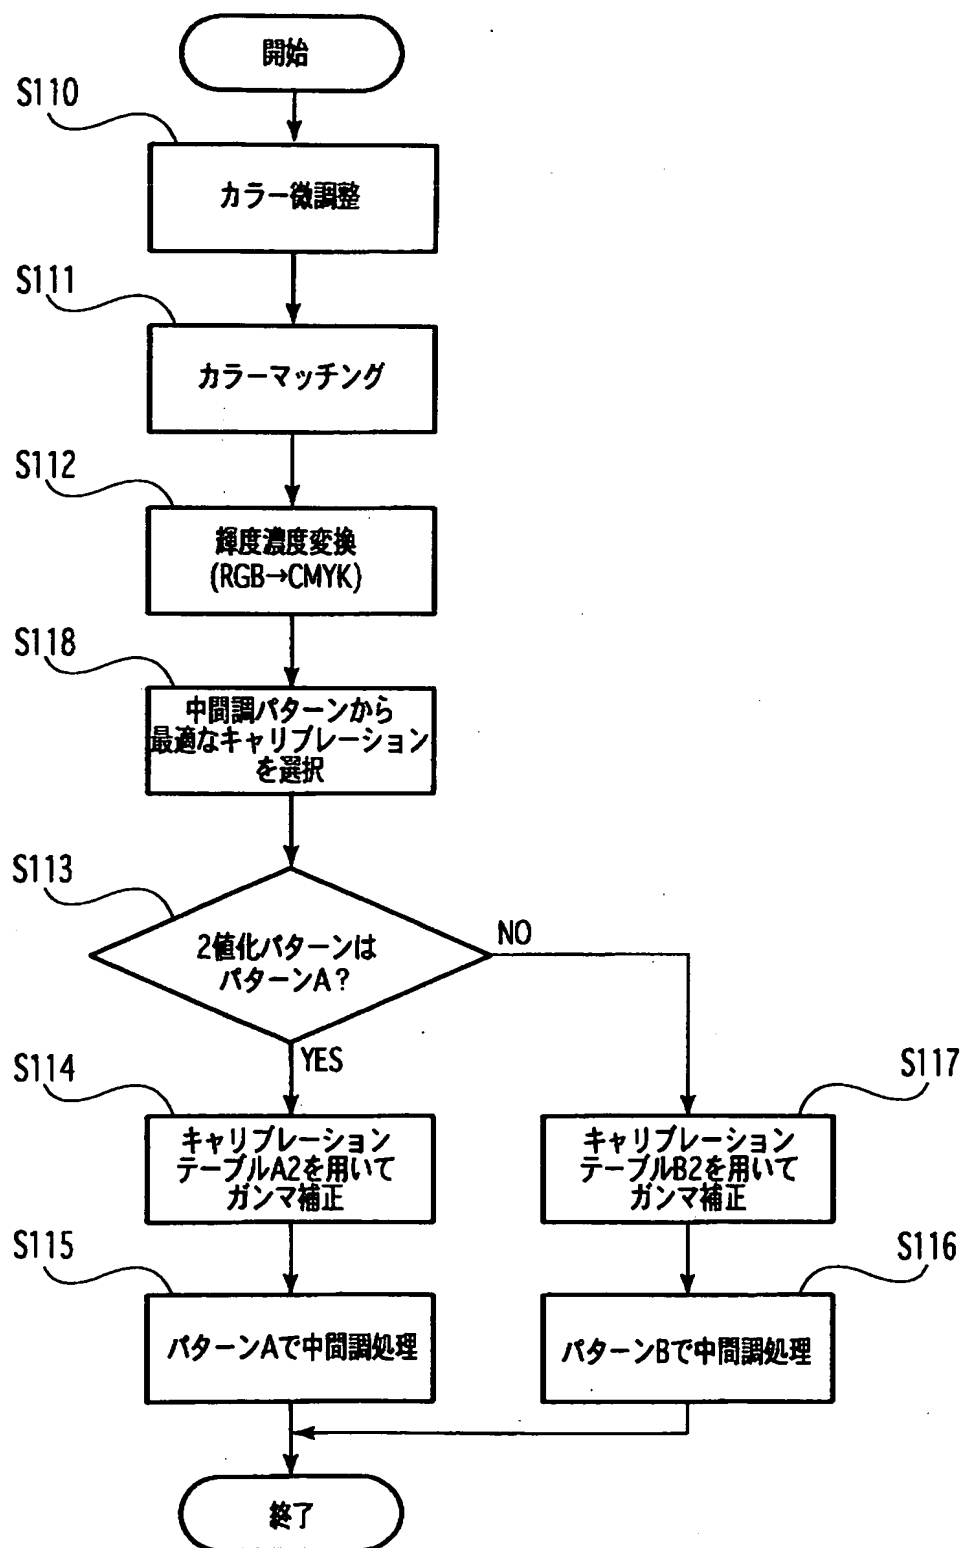 開始
S110
カラー微調整
S111
カラーマッチング
S112
輝度濃度変換
(RGB→CMYK)
S118
中間調パターンから
最適なキャリブレーション
を選択
S113
2値化パターンは
パターンA?
NO
YES
S114
キャリブレーション
テーブルA2を用いて
ガンマ補正
S117
キャリブレーション
テーブルB2を用いて
ガンマ補正
S115
パターンAで中間調処理
S116
パターンBで中間調処理
終了